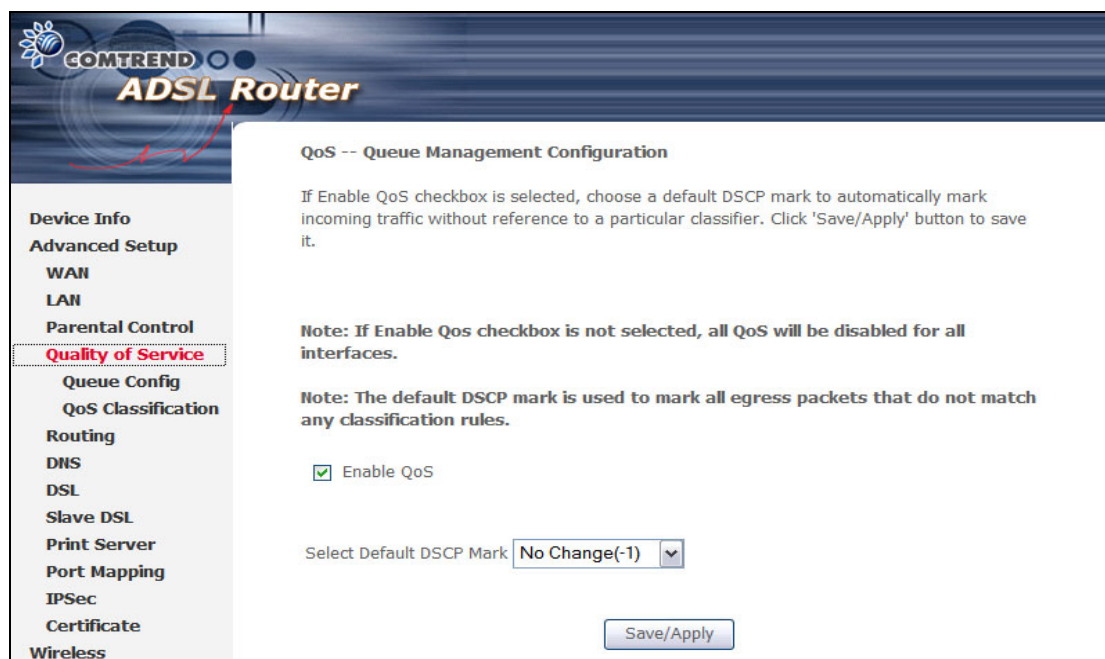 COMTREND
ADSL Router
Device Info
Advanced Setup
WAN
LAN
Parental Control
Quality of Service
Queue Config
QoS Classification
Routing
DNS
DSL
Slave DSL
Print Server
Port Mapping
IPSec
Certificate
Wireless
QoS -- Queue Management Configuration
If Enable QoS checkbox is selected, choose a default DSCP mark to automatically mark
incoming traffic without reference to a particular classifier. Click 'Save/Apply' button to save
it.
Note: If Enable Qos checkbox is not selected, all QoS will be disabled for all
interfaces.
Note: The default DSCP mark is used to mark all egress packets that do not match
any classification rules.
Enable QoS
Select Default DSCP Mark No Change(-1)
Save/Apply